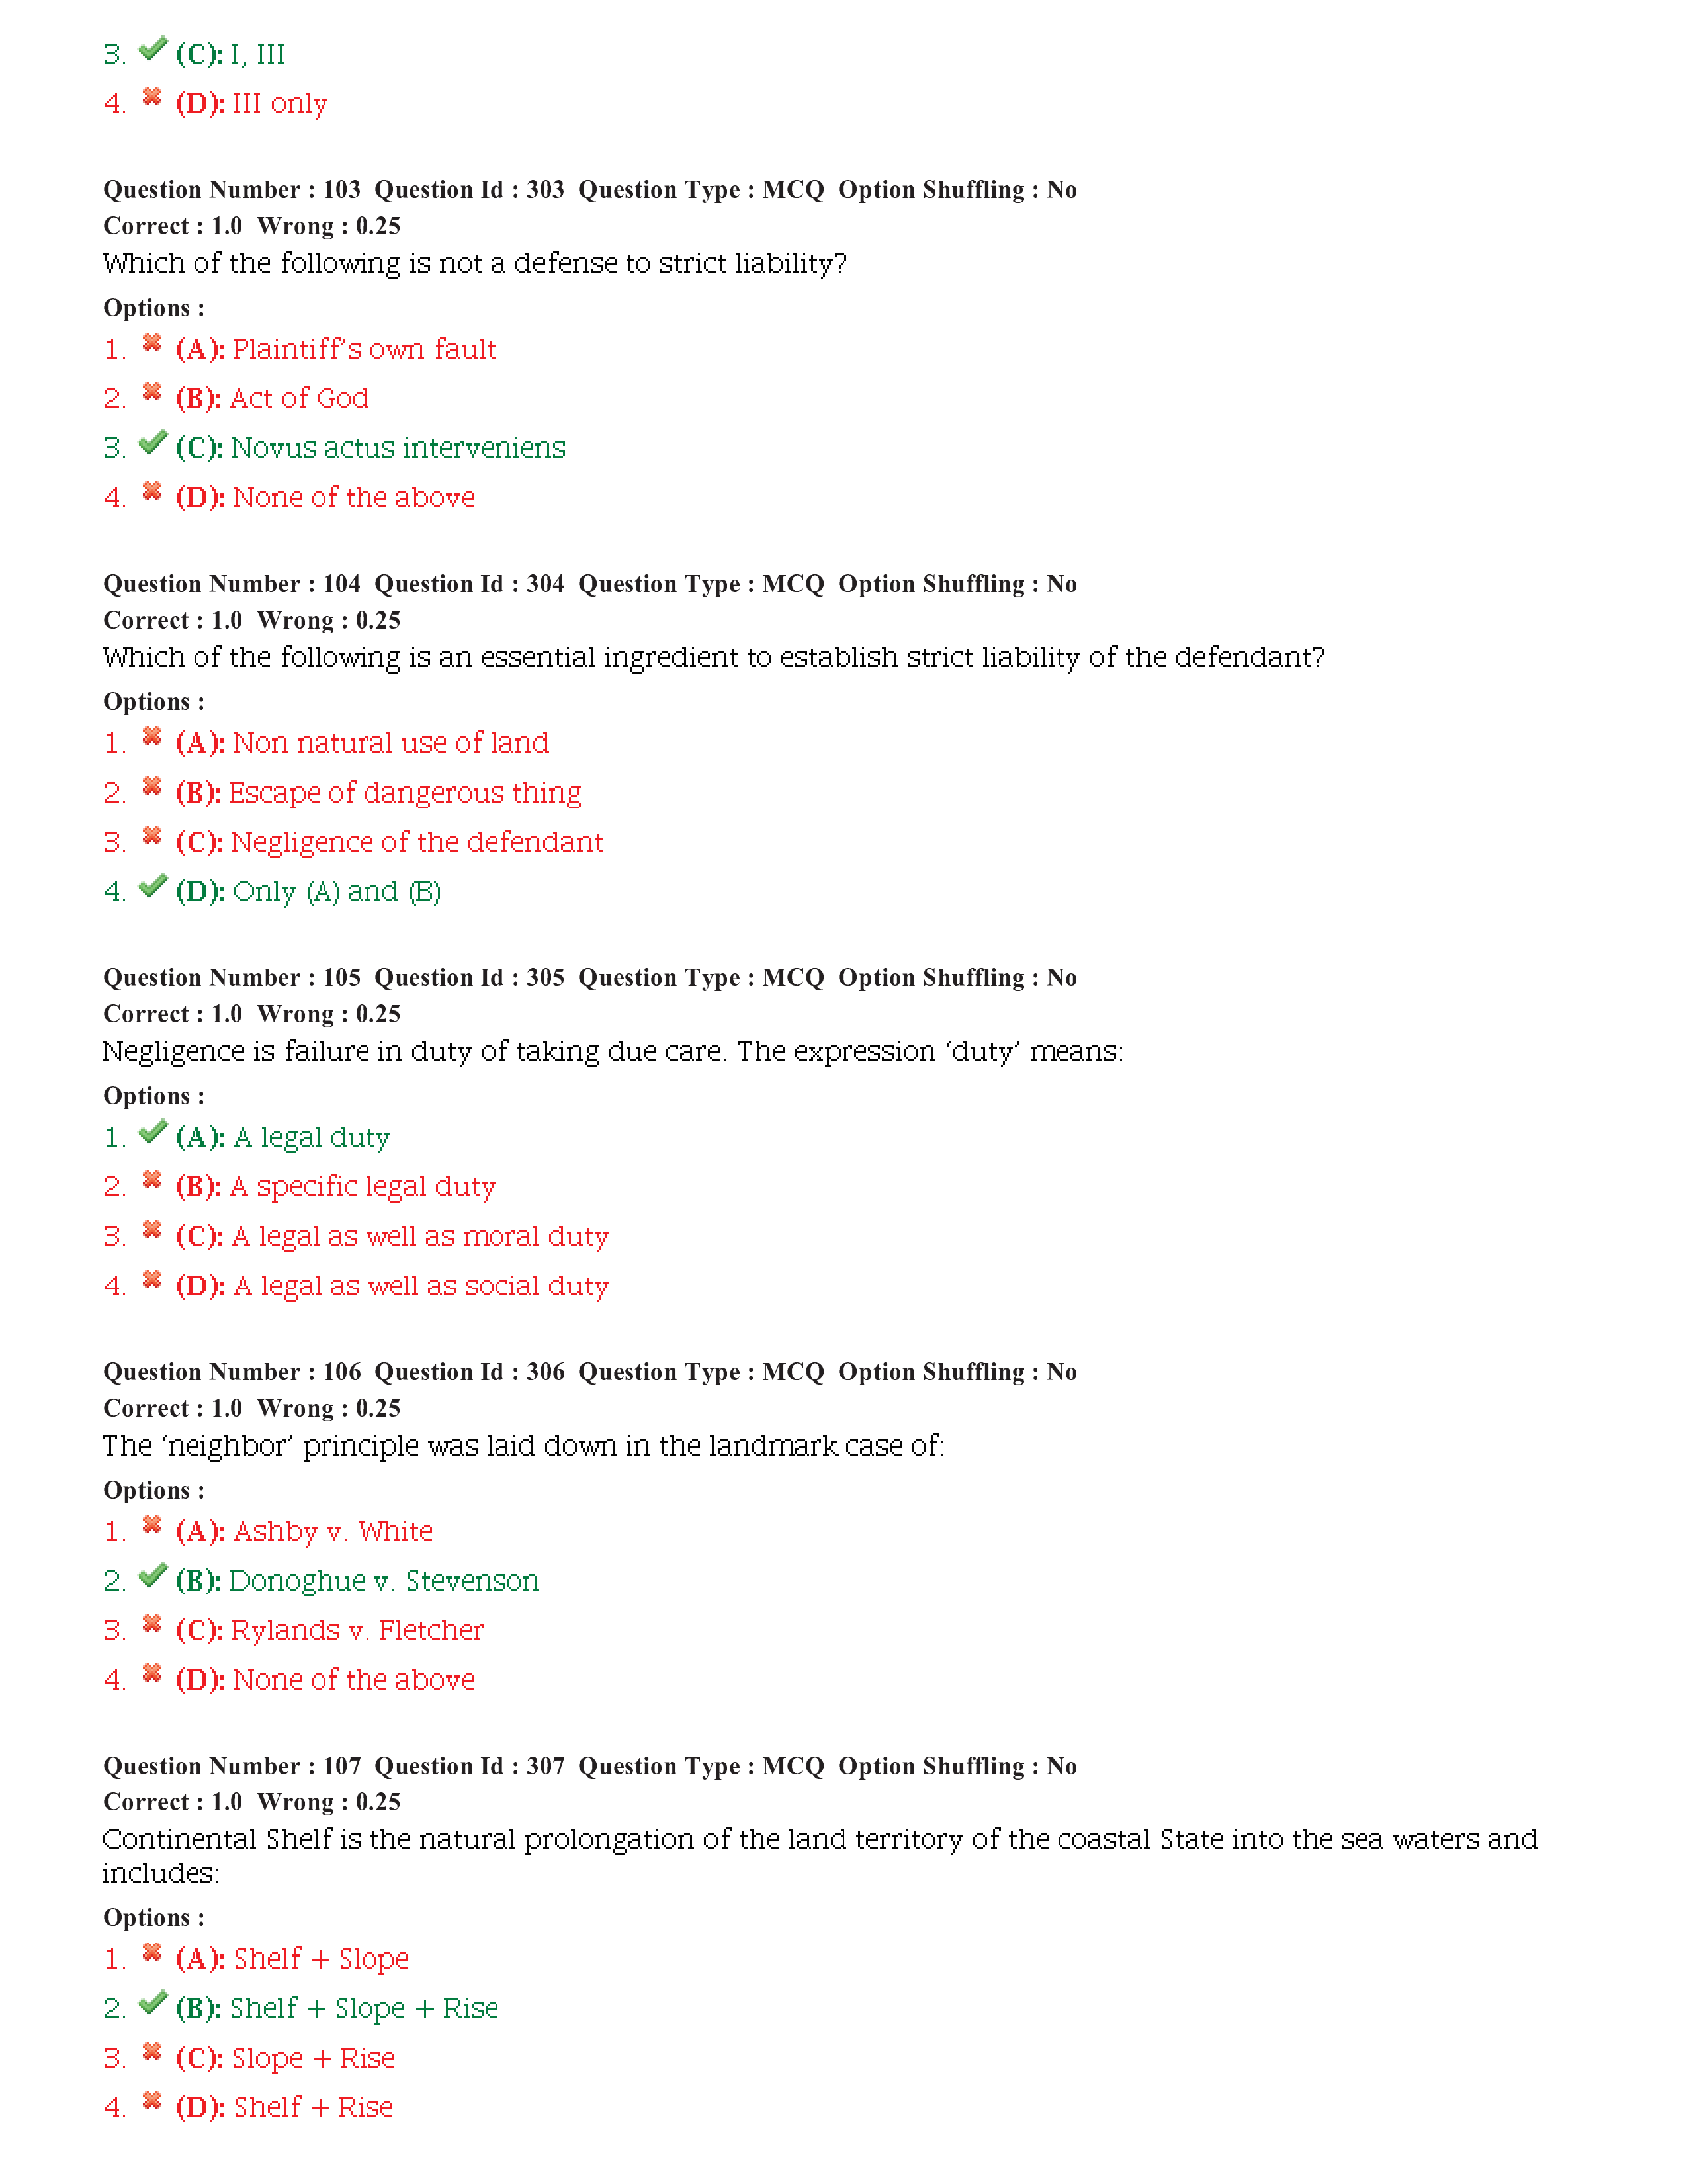 3. (C): I, III
4. (D): III only
Question Number : 103 Question Id : 303 Question Type : MCQ Option Shuffling : No
Correct : 1.0 Wrong : 0.25
Which of the following is not a defense to strict liability?
Options :
1. (A): Plaintiff's own fault
2. (B): Act of God
3. (C): Novus actus interveniens
4. (D): None of the above
Question Number : 104 Question Id : 304 Question Type : MCQ Option Shuffling : No
Correct : 1.0 Wrong : 0.25
Which of the following is an essential ingredient to establish strict liability of the defendant?
Options :
1. (A): Non natural use of land
2. (B): Escape of dangerous thing
3. (C): Negligence of the defendant
4. (D): Only (A) and (B)
Question Number : 105 Question Id : 305 Question Type : MCQ Option Shuffling : No
Correct : 1.0 Wrong : 0.25
Negligence is failure in duty of taking due care. The expression ‘duty’ means:
Options :
1. (A): A legal duty
2. (B): A specific legal duty
3. (C): A legal as well as moral duty
4. (D): A legal as well as social duty
Question Number : 106 Question Id : 306 Question Type : MCQ Option Shuffling : No
Correct : 1.0 Wrong : 0.25
The ‘neighbor’ principle was laid down in the landmark case of:
Options :
1. (A): Ashby v. White
2. (B): Donoghue v. Stevenson
3. (C): Rylands v. Fletcher
4. (D): None of the above
Question Number : 107 Question Id : 307 Question Type : MCQ Option Shuffling : No
Correct : 1.0 Wrong : 0.25
Continental Shelf is the natural prolongation of the land territory of the coastal State into the sea waters and
includes:
Options :
1. (A): Shelf + Slope
2. (B): Shelf + Slope + Rise
3. (C): Slope + Rise
4. (D): Shelf + Rise